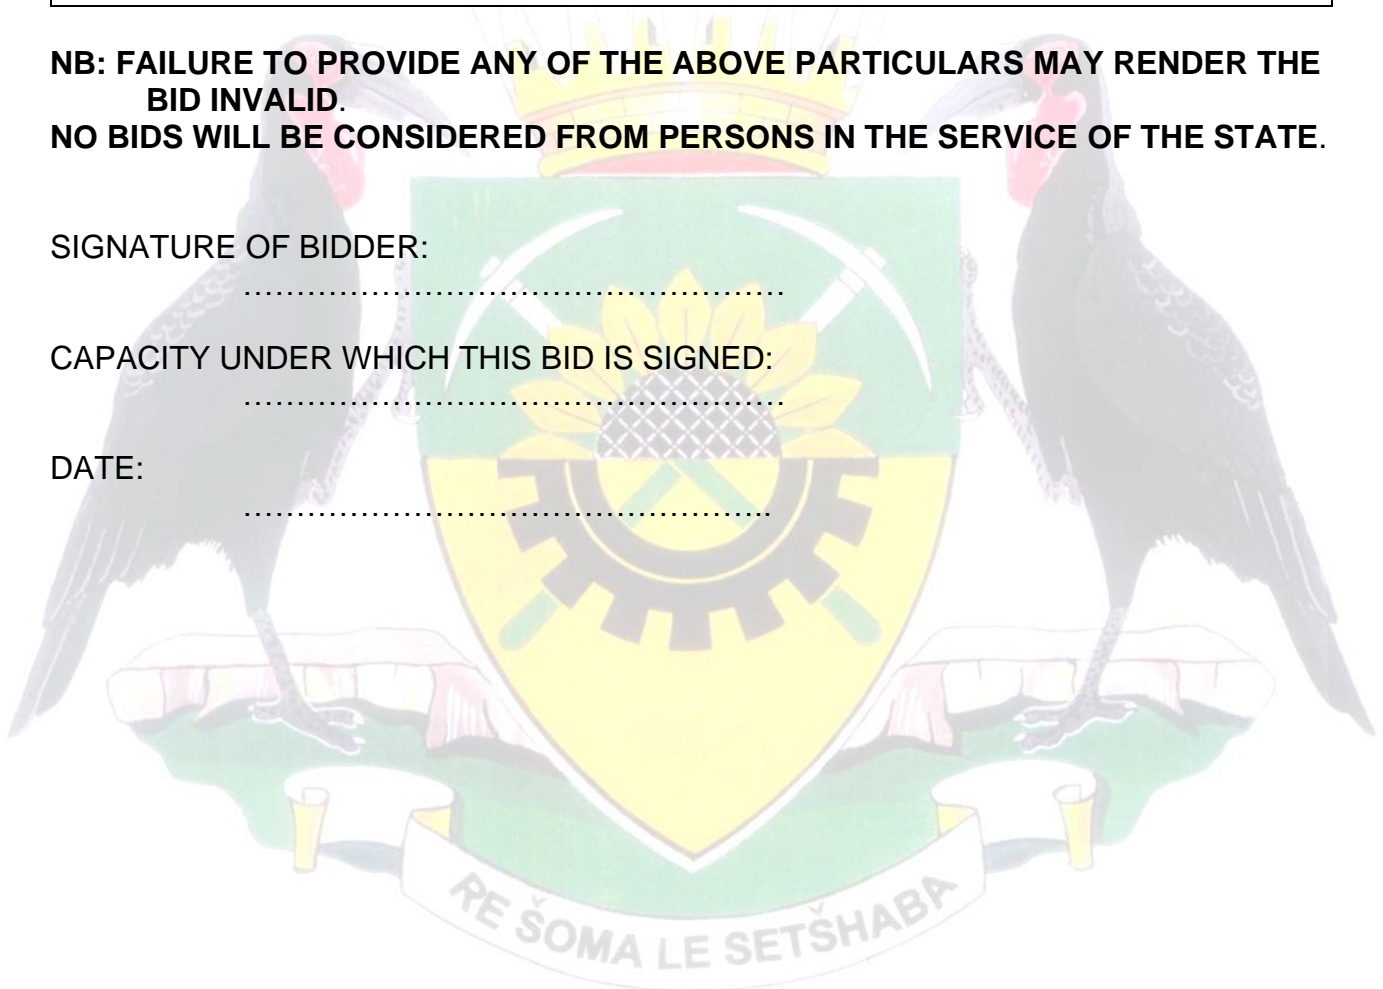 NB: FAILURE TO PROVIDE ANY OF THE ABOVE PARTICULARS MAY RENDER THE
BID INVALID.
NO BIDS WILL BE CONSIDERED FROM PERSONS IN THE SERVICE OF THE STATE.
SIGNATURE OF BIDDER:
……………………………………………
CAPACITY UNDER WHICH THIS BID IS SIGNED:
……………………………………………
DATE:
…………………………………………..
RE ŠOMA LE SETŠHABA